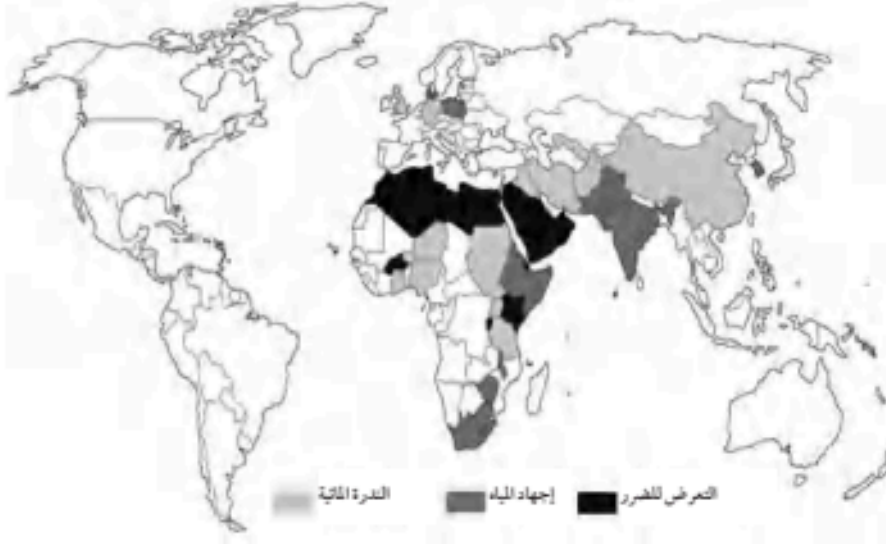 التعرض للضرر
إجهاد المياه
الندرة المائية